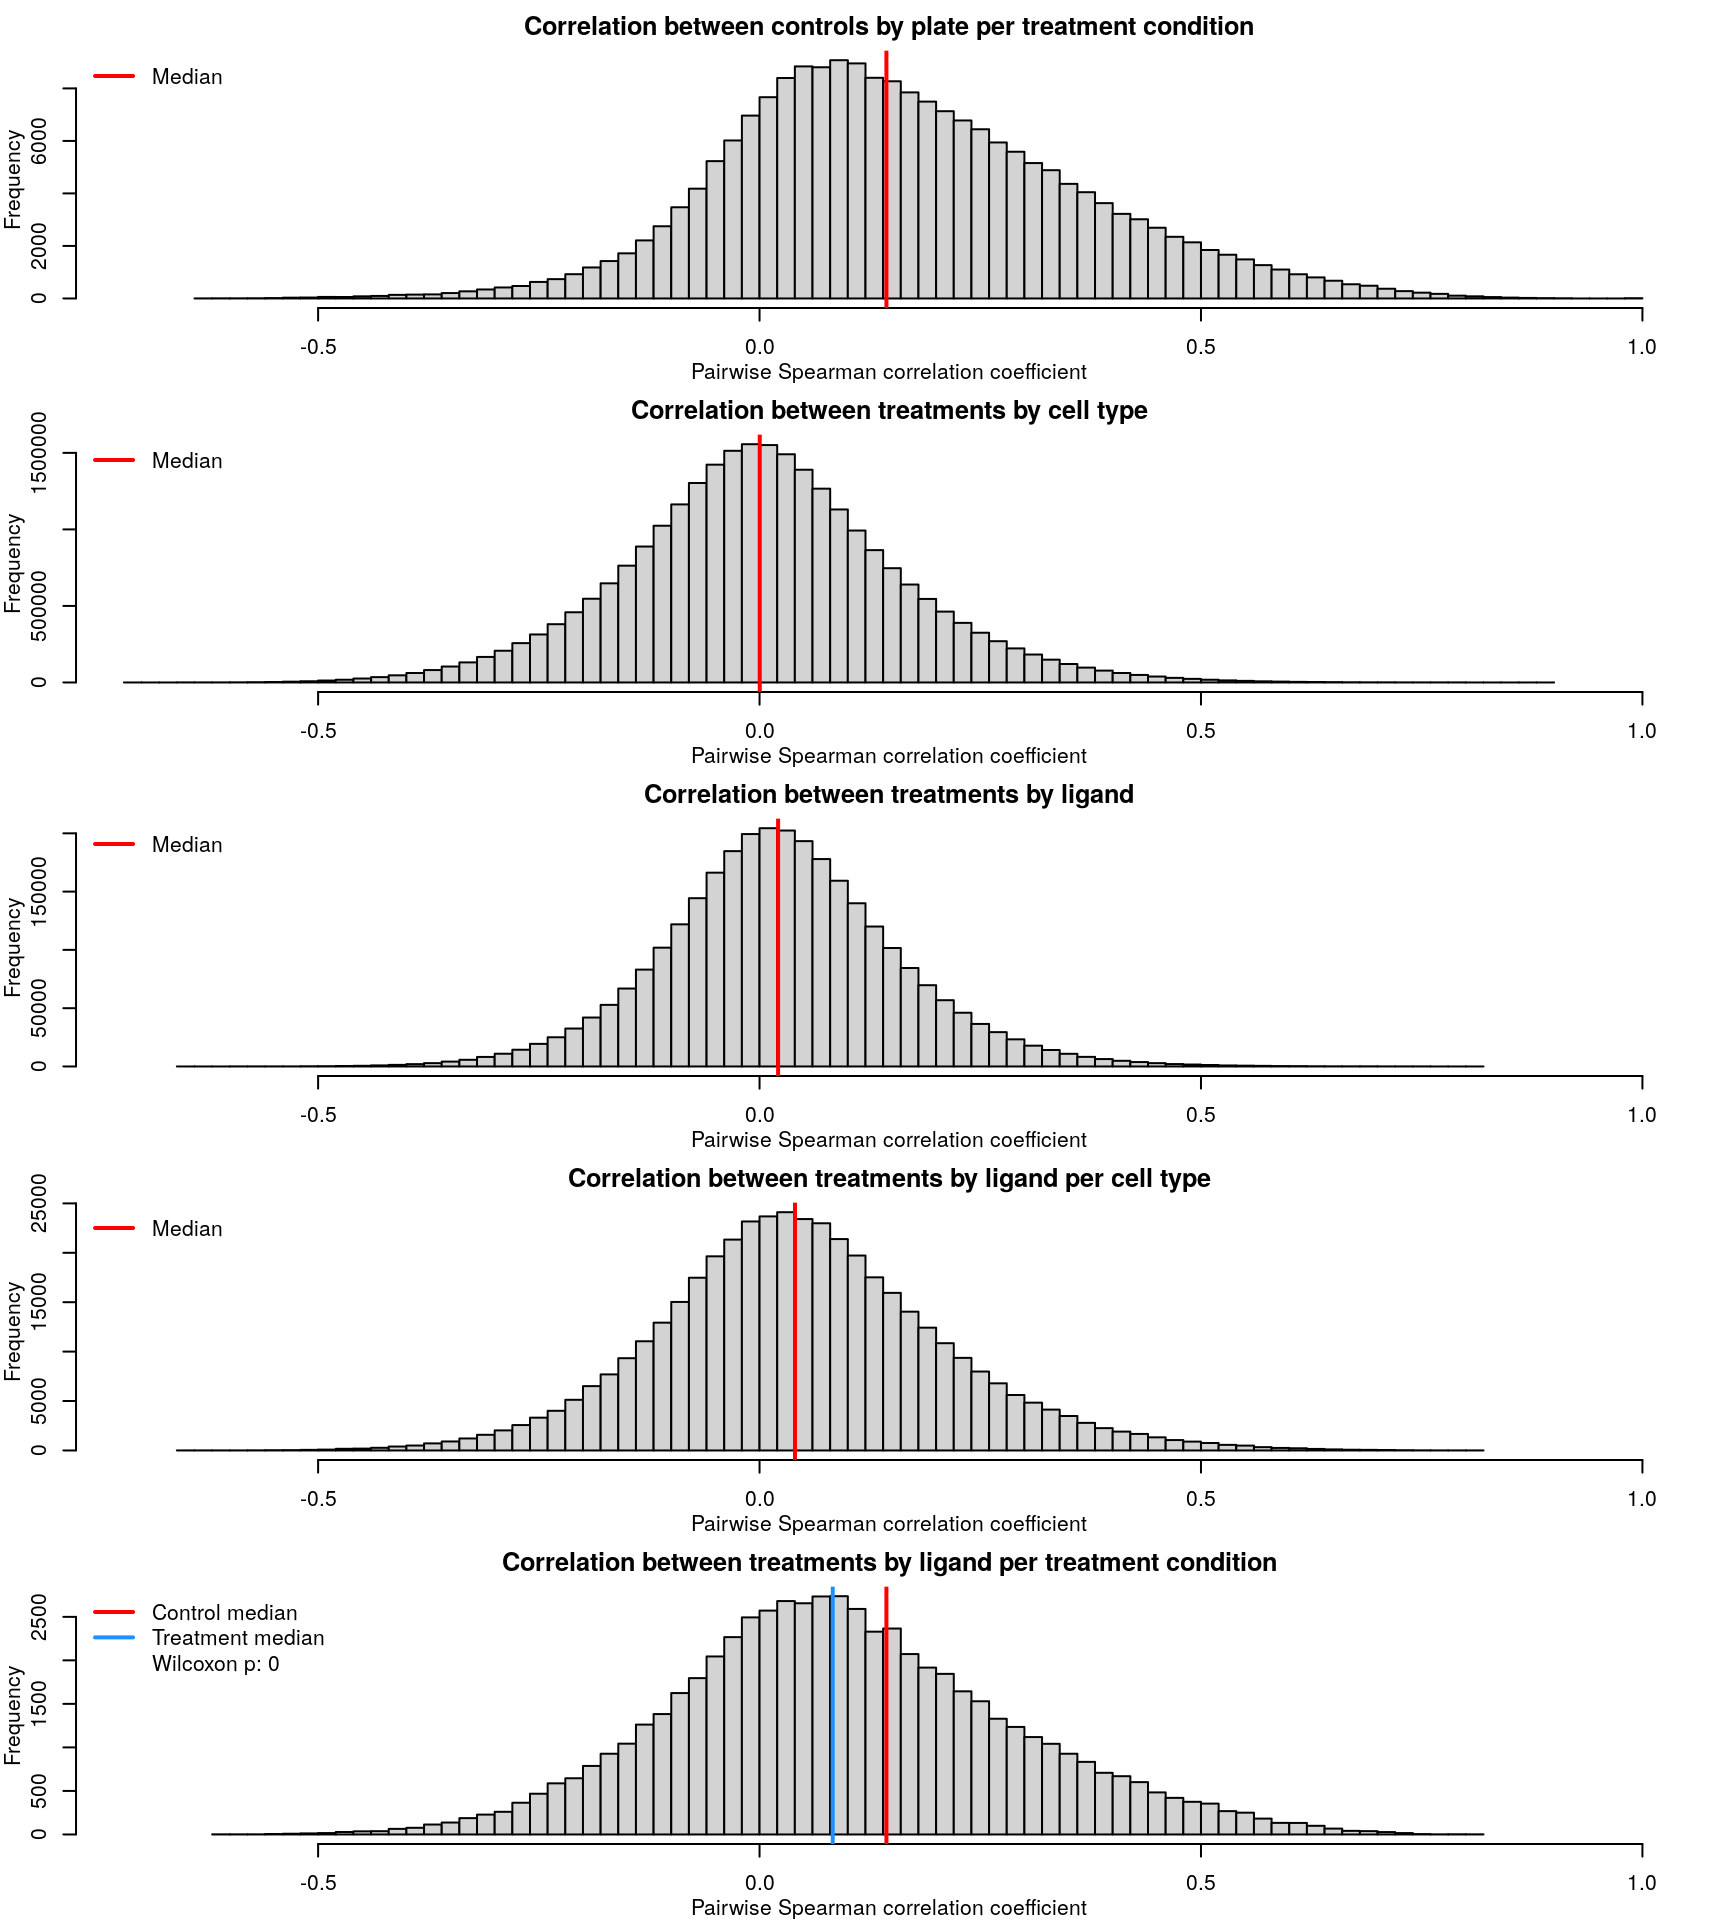 Correlation between controls by plate per treatment condition
Median
Frequency
0
2000
6000
-0.5 0.0 0.5 1.0
Pairwise Spearman correlation coefficient
Correlation between treatments by cell type
Median
Frequency
0
500000
1500000
-0.5 0.0 0.5 1.0
Pairwise Spearman correlation coefficient
Correlation between treatments by ligand
Median
Frequency
0
50000
150000
-0.5 0.0 0.5 1.0
Pairwise Spearman correlation coefficient
Correlation between treatments by ligand per cell type
Median
Frequency
0
5000
15000
25000
-0.5 0.0 0.5 1.0
Pairwise Spearman correlation coefficient
Correlation between treatments by ligand per treatment condition
Control median
Treatment median
Wilcoxon p: 0
Frequency
0
500
1500
2500
-0.5 0.0 0.5 1.0
Pairwise Spearman correlation coefficient